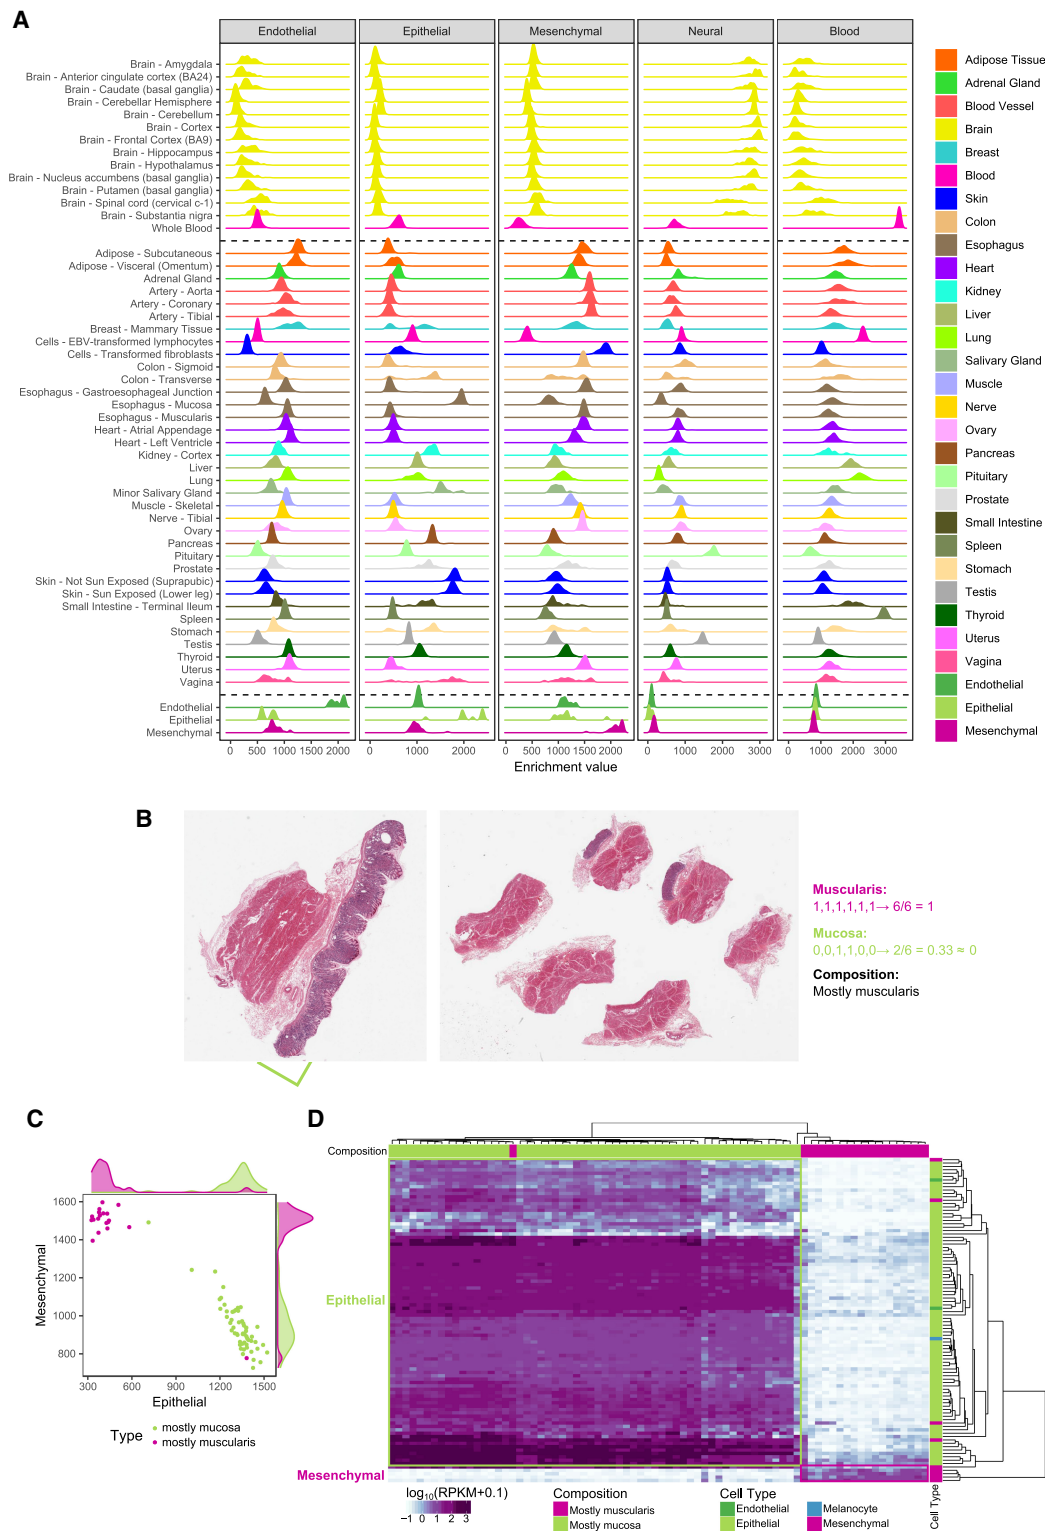 A
Endothelial
Epithelial
Mesenchymal
Neural
Blood
Brain - Amygdala
Brain - Anterior cingulate cortex (BA24)
Brain - Caudate (basal ganglia)
Brain - Cerebellar Hemisphere
Brain - Cerebellum
Brain - Cortex
Brain - Frontal Cortex (BA9)
Brain - Hippocampus
Brain - Hypothalamus
Brain - Nucleus accumbens (basal ganglia)
Brain - Putamen (basal ganglia)
Brain - Spinal cord (cervical c-1)
Brain - Substantia nigra
Whole Blood
Adipose - Subcutaneous
Adipose - Visceral (Omentum)
Adrenal Gland
Artery - Aorta
Artery - Coronary
Artery - Tibial
Breast - Mammary Tissue
Cells - EBV-transformed lymphocytes
Cells - Transformed fibroblasts
Colon - Sigmoid
Colon - Transverse
Esophagus - Gastroesophageal Junction
Esophagus - Mucosa
Esophagus - Muscularis
Heart - Atrial Appendage
Heart - Left Ventricle
Kidney - Cortex
Liver
Lung
Minor Salivary Gland
Muscle - Skeletal
Nerve - Tibial
Ovary
Pancreas
Pituitary
Prostate
Skin - Not Sun Exposed (Suprapubic)
Skin - Sun Exposed (Lower leg)
Small Intestine - Terminal Ileum
Spleen
Stomach
Testis
Thyroid
Uterus
Vagina
Endothelial
Epithelial
Mesenchymal
0 500 1000 1500 2000
0 1000 2000
0 500 1000 1500 2000
0 1000 2000 3000
0 1000 2000 3000
Enrichment value
Adipose Tissue
Adrenal Gland
Blood Vessel
Brain
Breast
Blood
Skin
Colon
Esophagus
Heart
Kidney
Liver
Lung
Salivary Gland
Muscle
Nerve
Ovary
Pancreas
Pituitary
Prostate
Small Intestine
Spleen
Stomach
Testis
Thyroid
Uterus
Vagina
Endothelial
Epithelial
Mesenchymal
B
Muscularis:
1,1,1,1,1,1→ 6/6 = 1
Mucosa:
0,0,1,1,0,0→ 2/6 = 0.33 ≈ 0
Composition:
Mostly muscularis
C
Mesenchymal
1600
1400
1200
1000
800
300 600 900 1200 1500
Epithelial
Type
mostly mucosa
mostly muscularis
D
Composition
Epithelial
Mesenchymal
log10(RPKM+0.1)
−1 0 1 2 3
Composition
Mostly muscularis
Mostly mucosa
Cell Type
Endothelial
Epithelial
Melanocyte
Mesenchymal
Cell Type